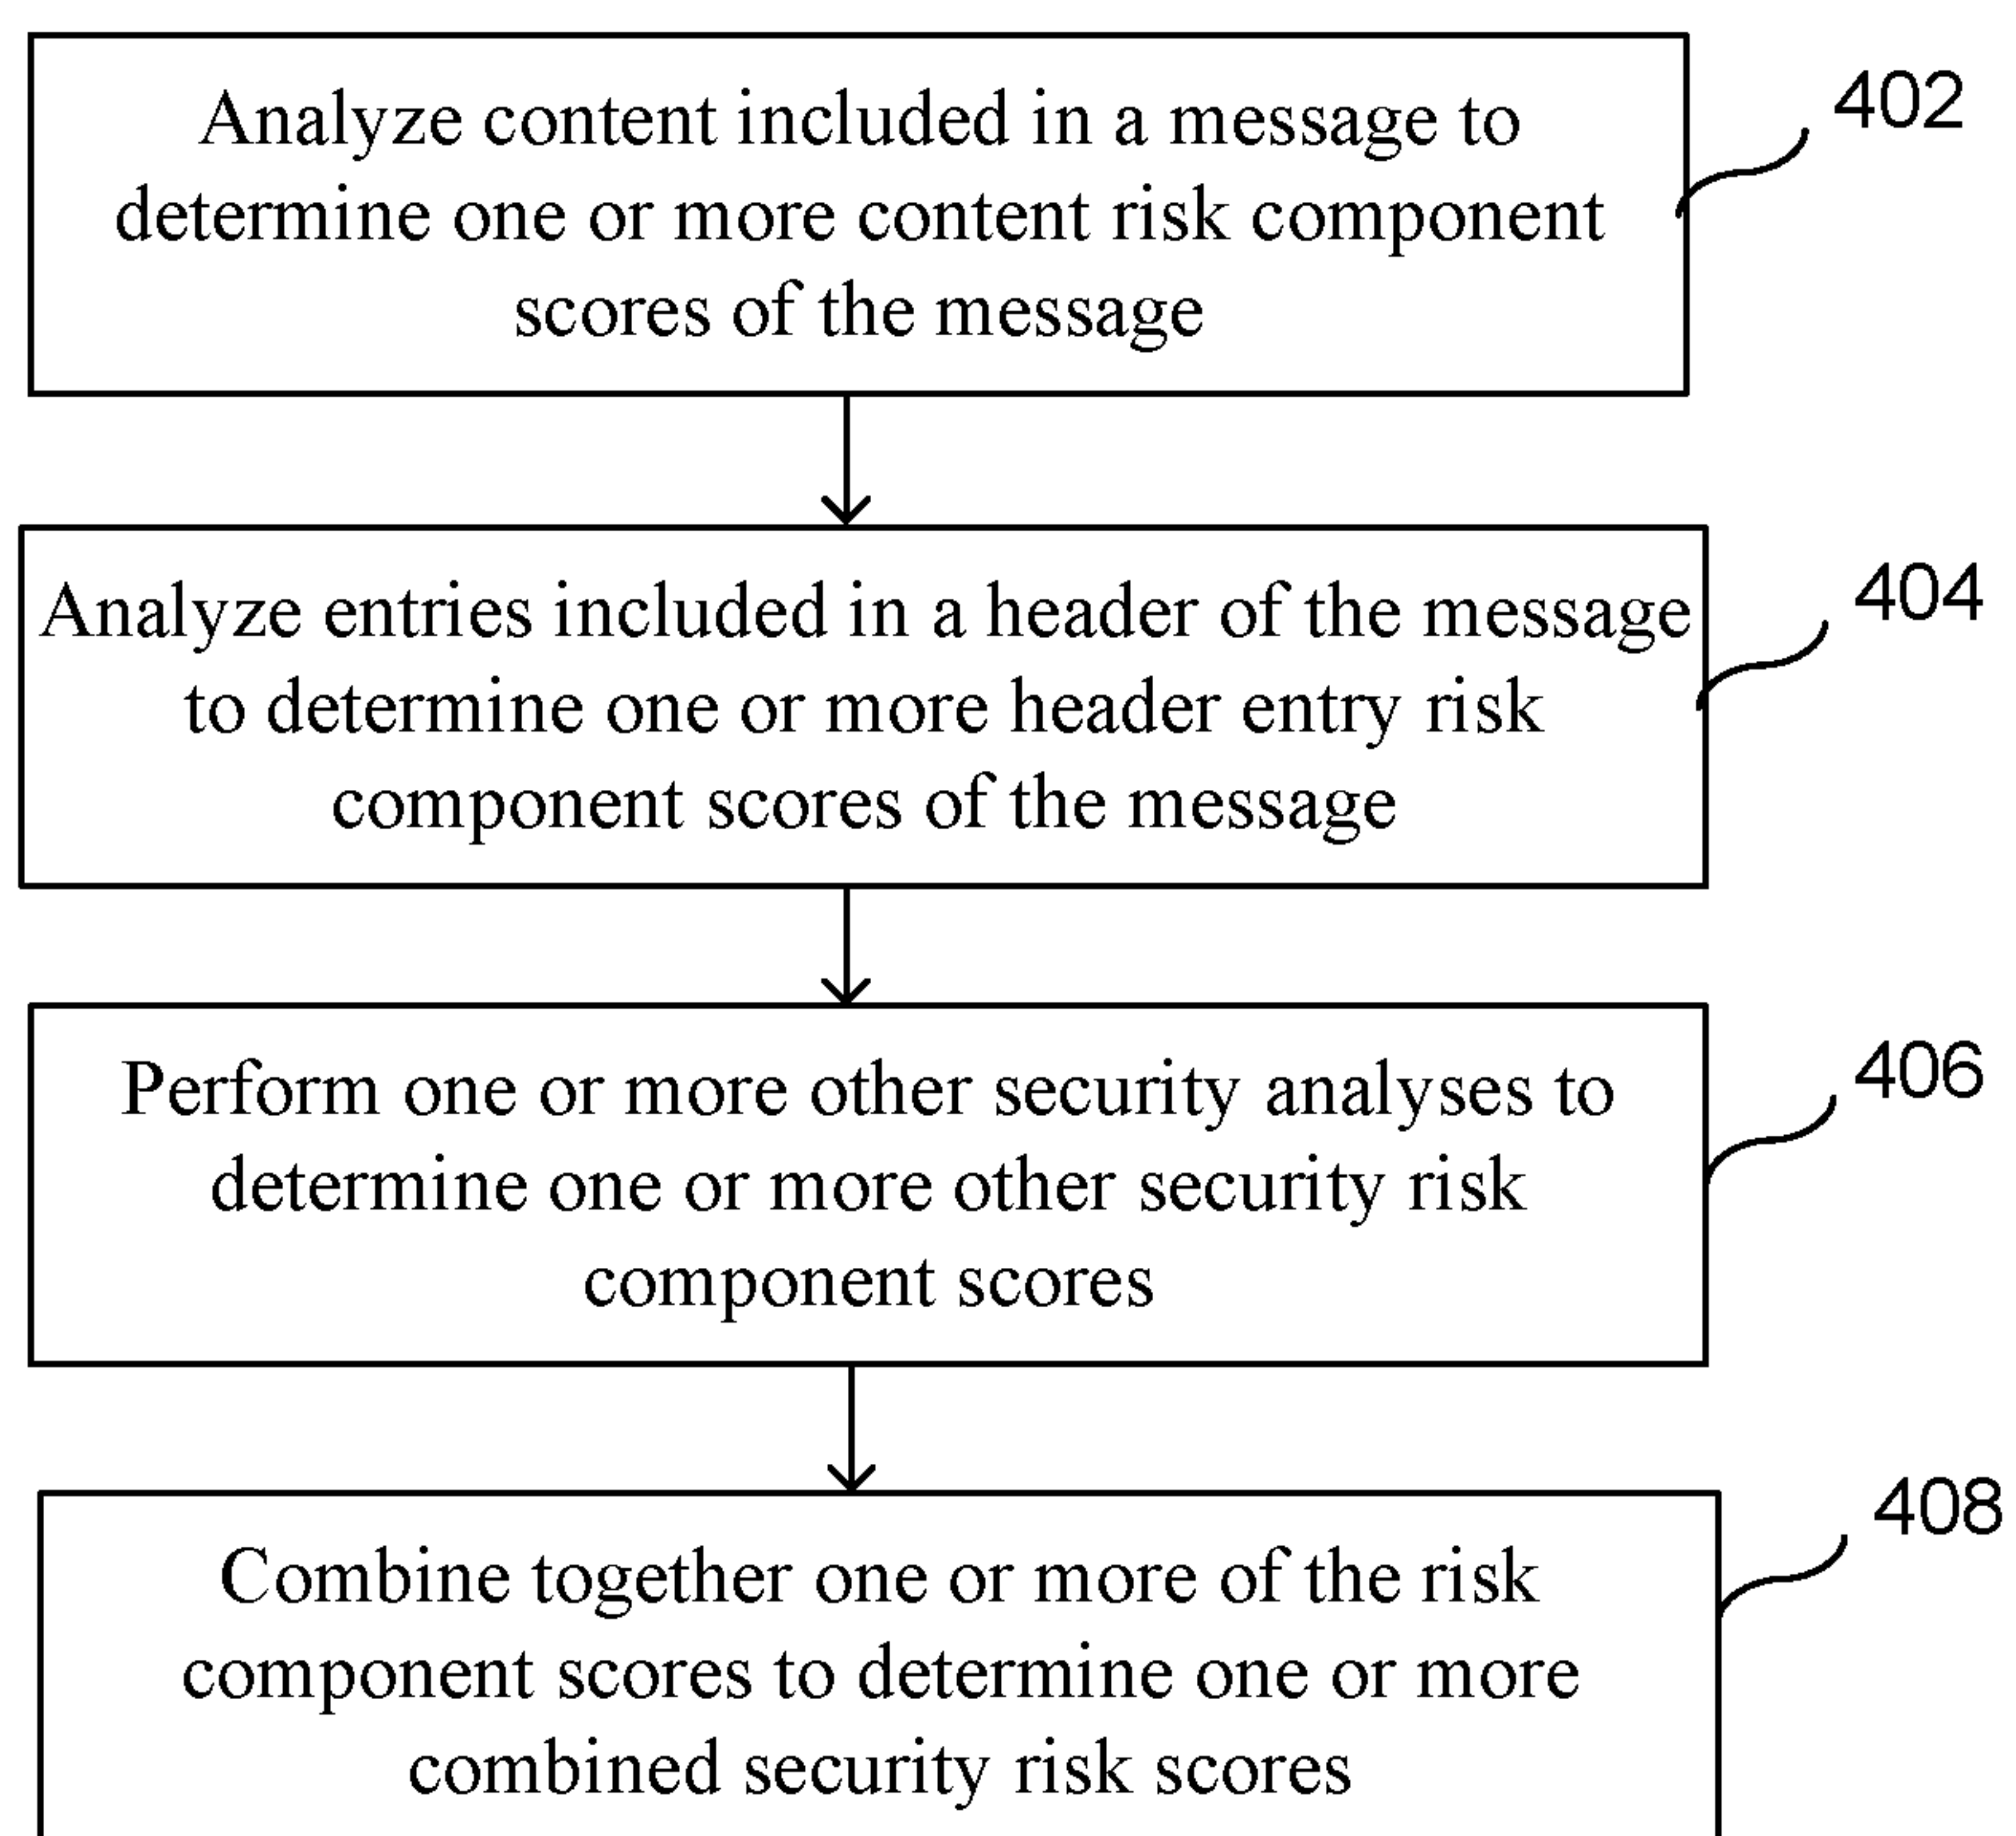 Analyze content included in a message to
determine one or more content risk component
scores of the message
402
Analyze entries included in a header of the message
to determine one or more header entry risk
component scores of the message
404
Perform one or more other security analyses to
determine one or more other security risk
component scores
406
Combine together one or more of the risk
component scores to determine one or more
combined security risk scores
408